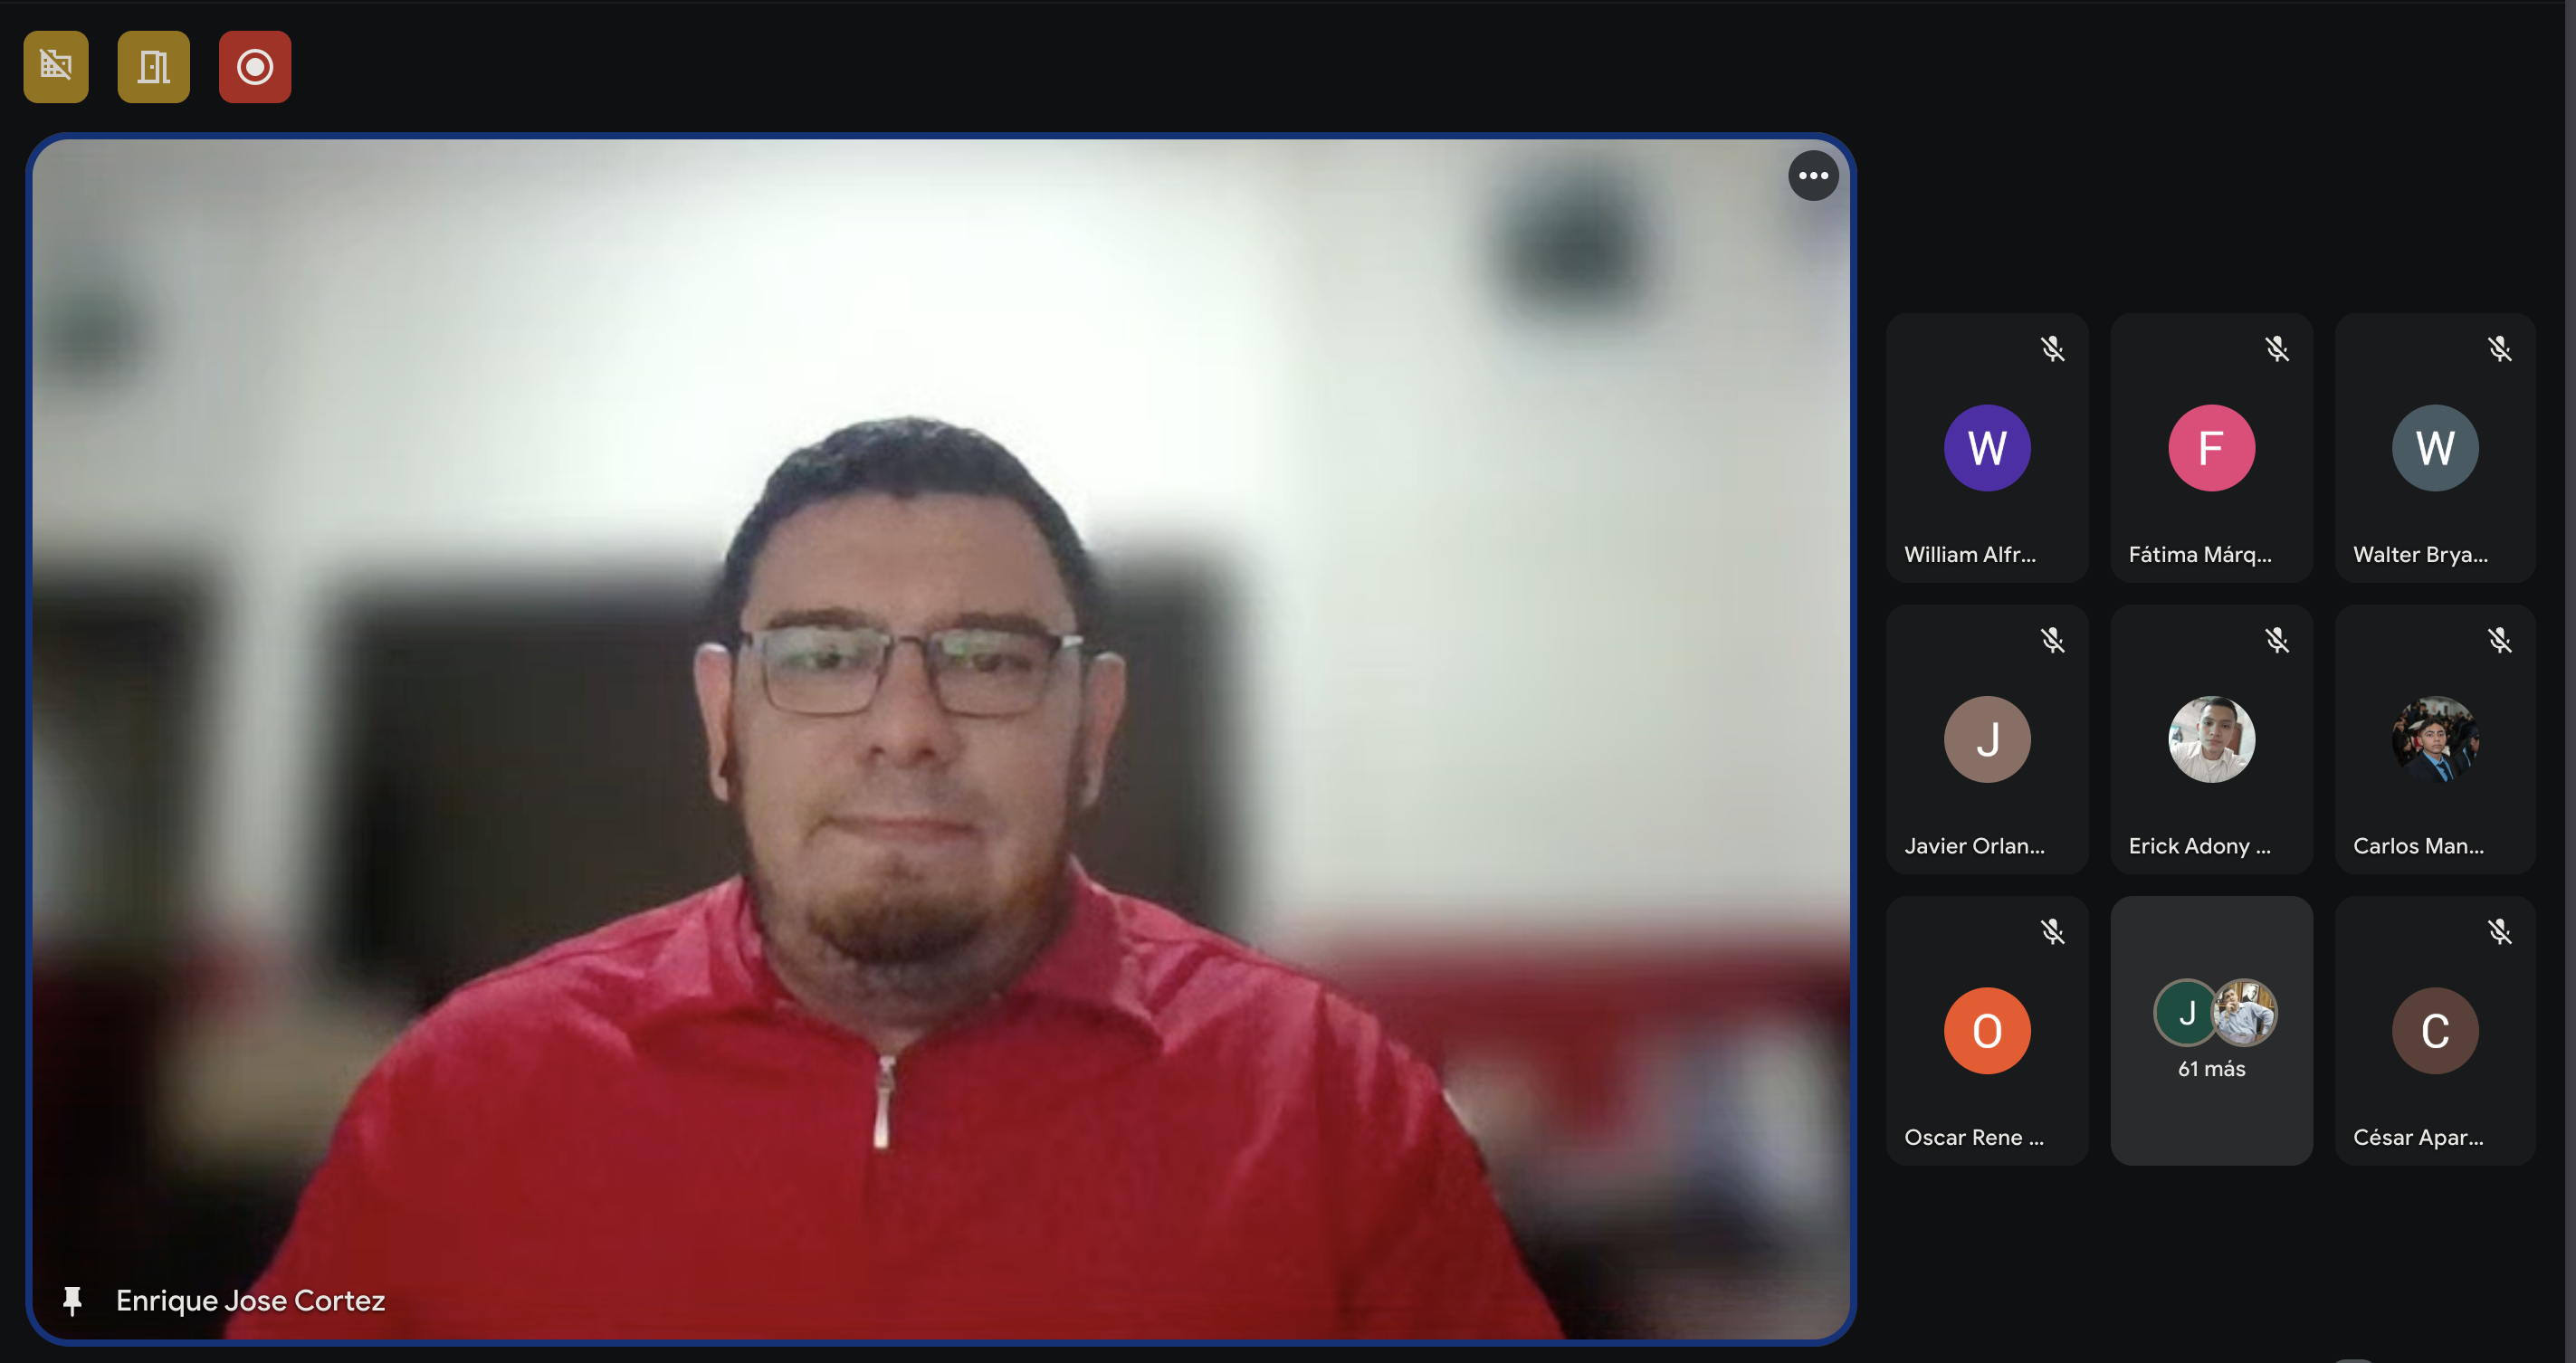 Enrique Jose Cortez
W
William Alfr...
F
Fátima Márq...
W
Walter Brya...
J
Javier Orlan...
Erick Adony ...
Carlos Man...
O
Oscar Rene ...
J
61 más
C
César Apar...